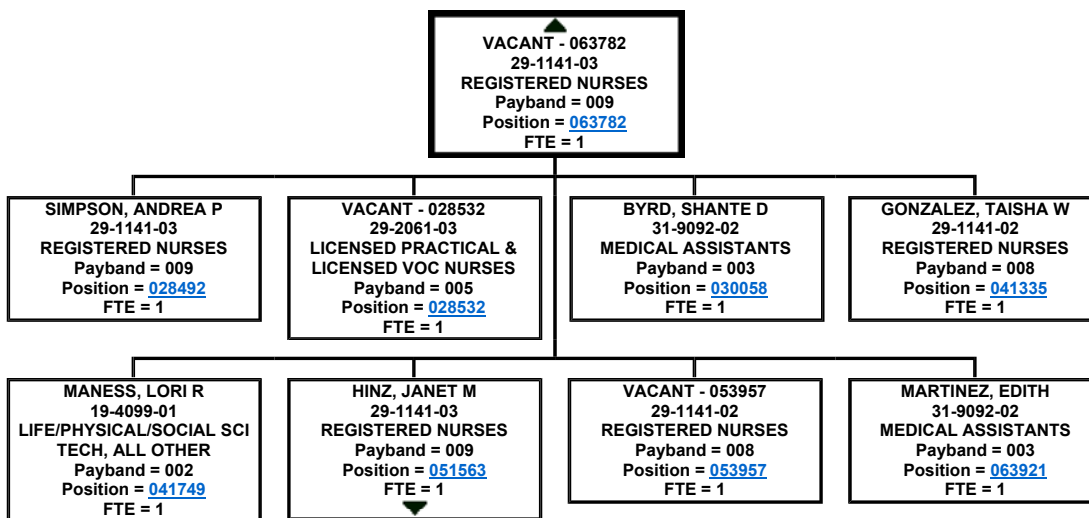 VACANT - 063782
29-1141-03
REGISTERED NURSES
Payband = 009
Position = 063782
FTE = 1
SIMPSON, ANDREA P
29-1141-03
REGISTERED NURSES
Payband = 009
Position = 028492
FTE = 1
VACANT - 028532
29-2061-03
LICENSED PRACTICAL &
LICENSED VOC NURSES
Payband = 005
Position = 028532
FTE = 1
BYRD, SHANTE D
31-9092-02
MEDICAL ASSISTANTS
Payband = 003
Position = 030058
FTE = 1
GONZALEZ, TAISHA W
29-1141-02
REGISTERED NURSES
Payband = 008
Position = 041335
FTE = 1
MANESS, LORI R
19-4099-01
LIFE/PHYSICAL/SOCIAL SCI
TECH, ALL OTHER
Payband = 002
Position = 041749
FTE = 1
HINZ, JANET M
29-1141-03
REGISTERED NURSES
Payband = 009
Position = 051563
FTE = 1
VACANT - 053957
29-1141-02
REGISTERED NURSES
Payband = 008
Position = 053957
FTE = 1
MARTINEZ, EDITH
31-9092-02
MEDICAL ASSISTANTS
Payband = 003
Position = 063921
FTE = 1